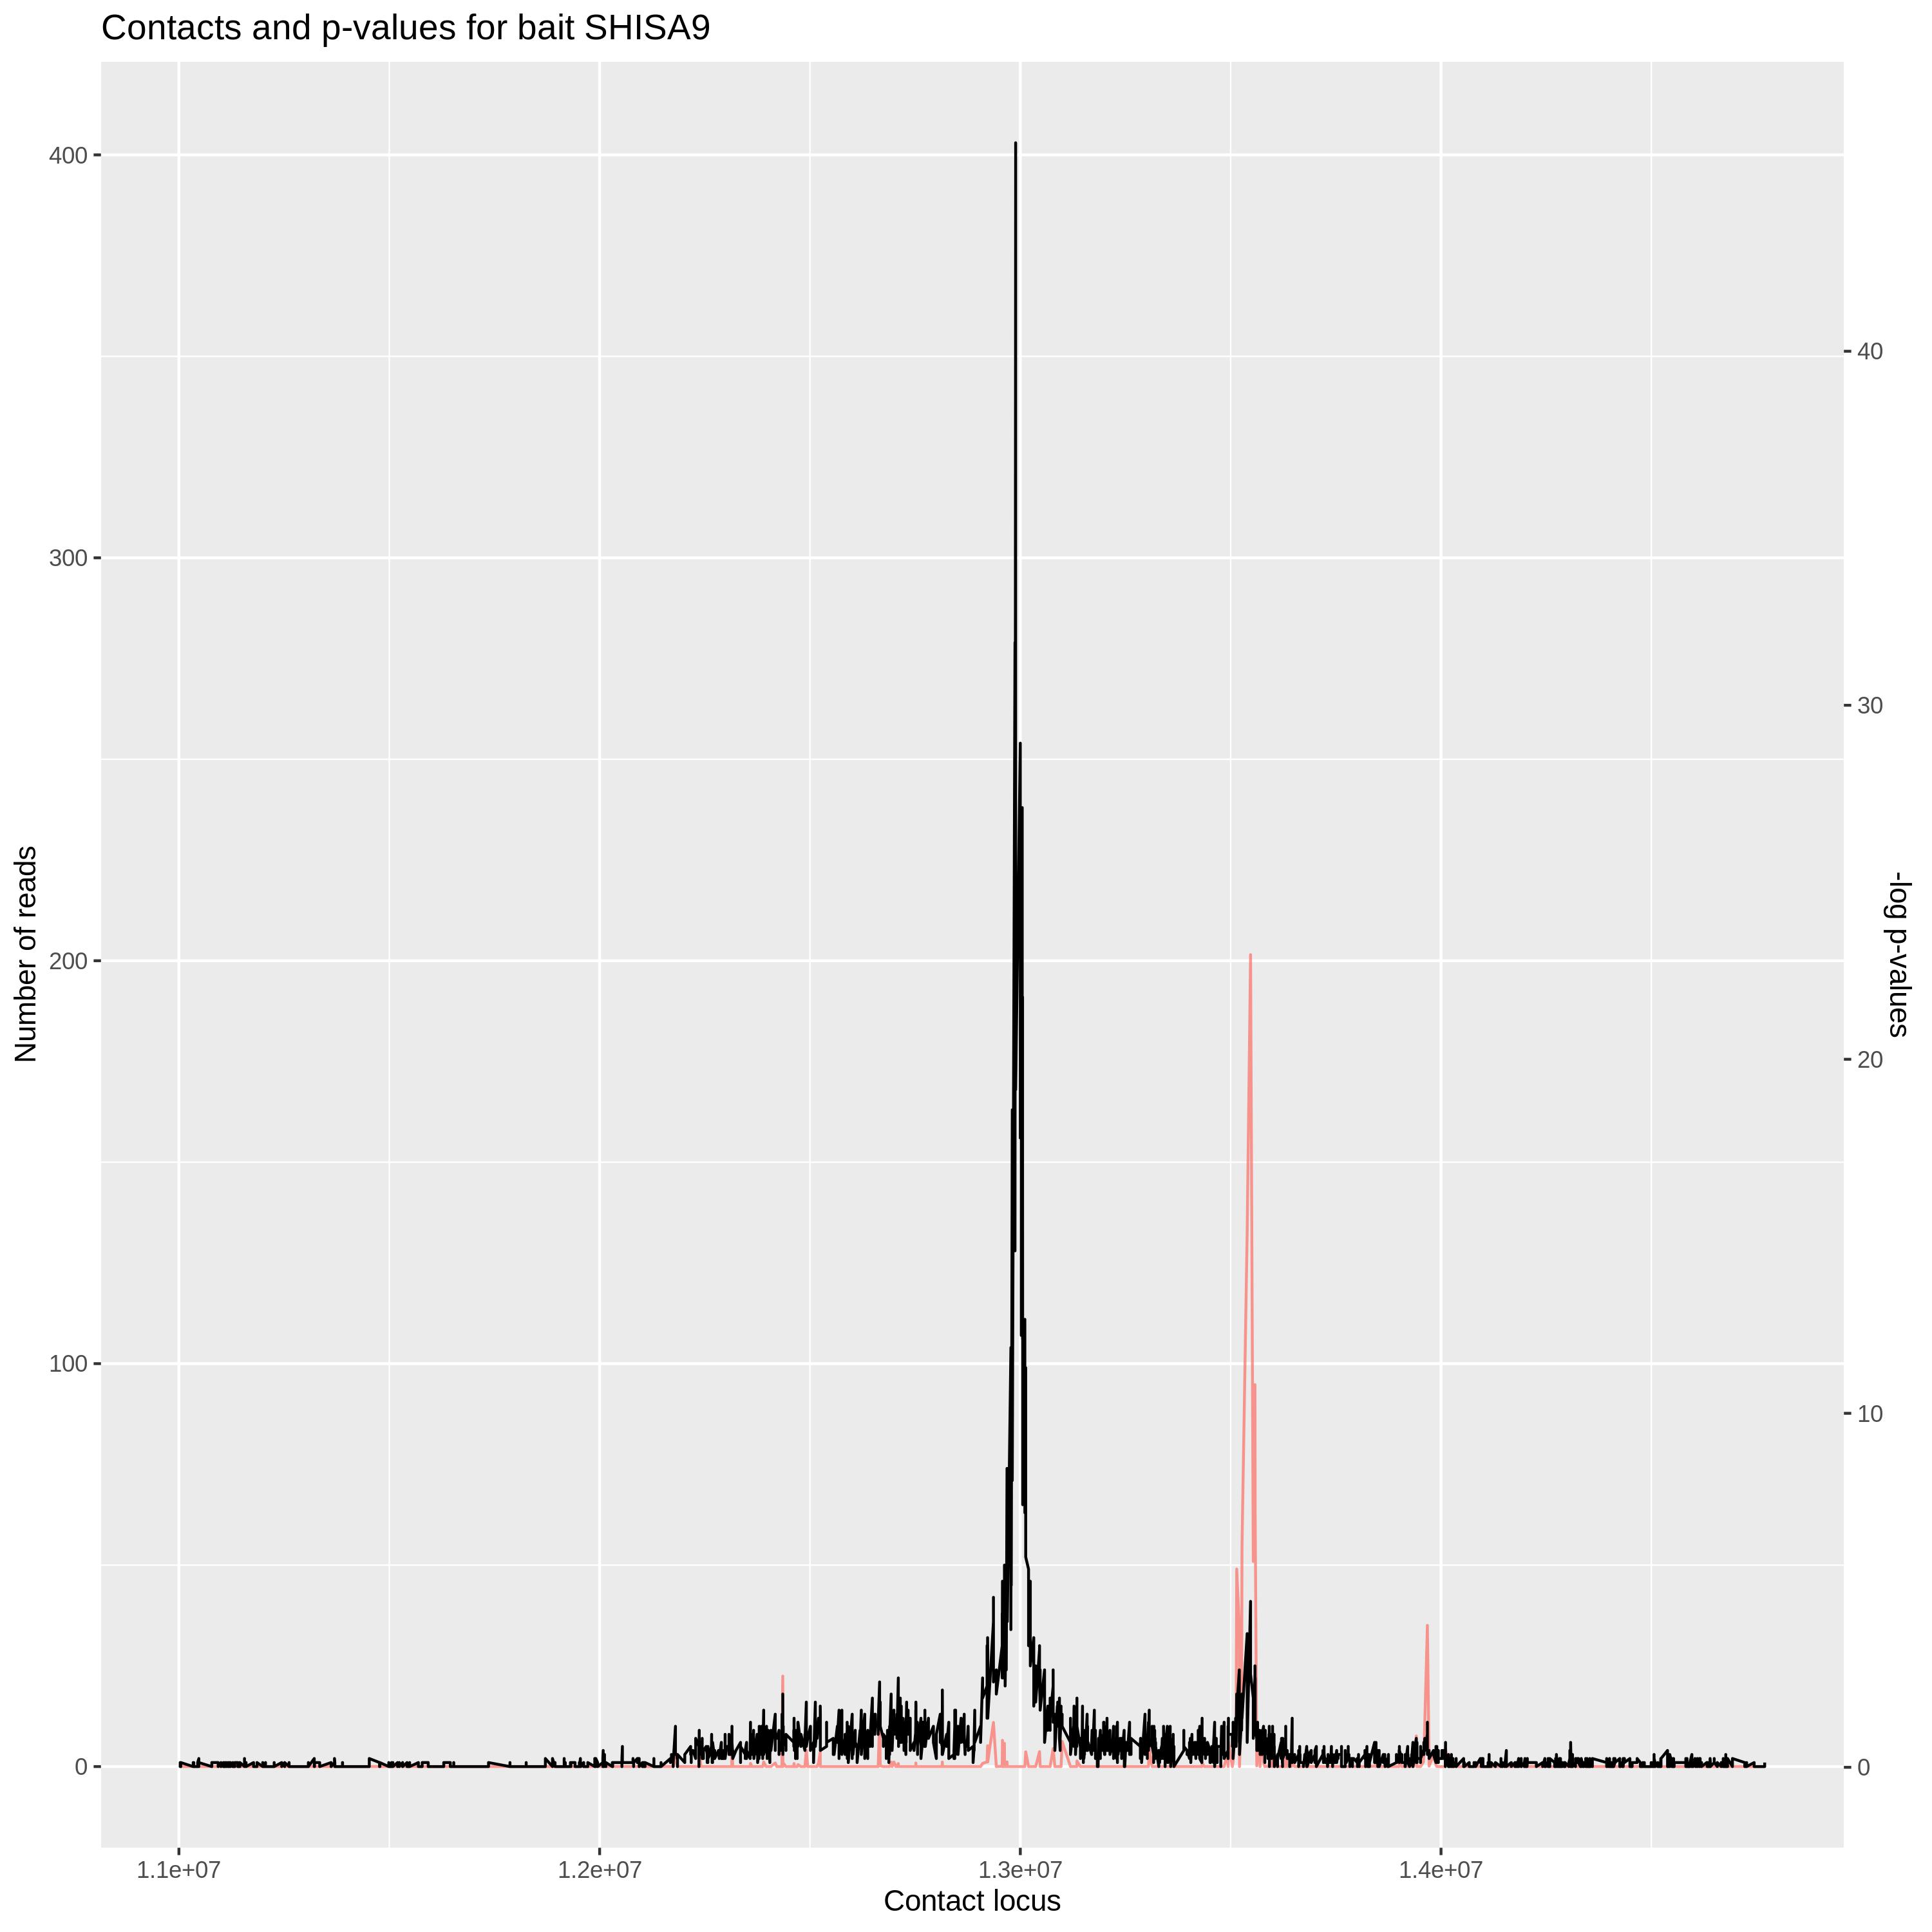 Contacts and p-values for bait SHISA9
400
300
200
100
0
Number of reads
40
30
20
10
0
-log p-values
1.1e+07 1.2e+07 1.3e+07 1.4e+07
Contact locus